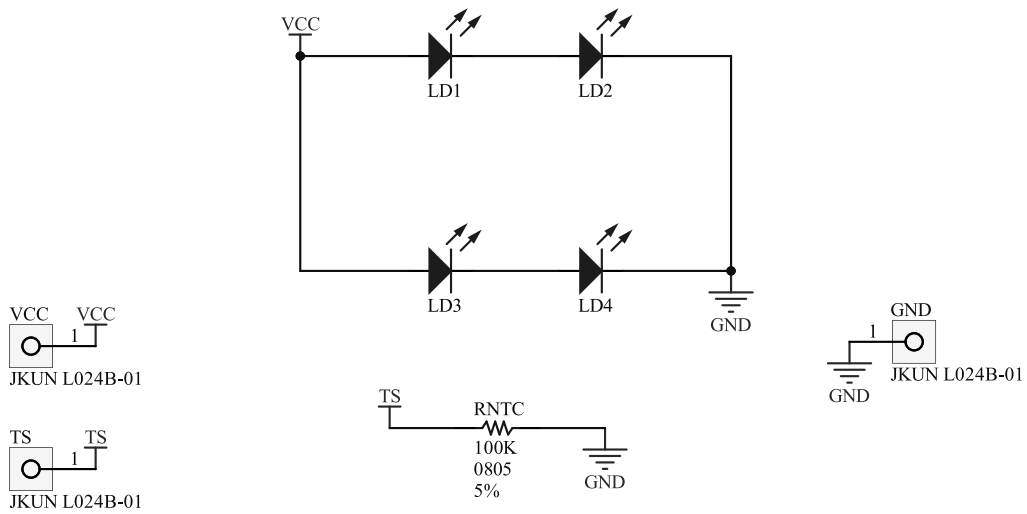 VCC
LD1
LD2
LD3
LD4
GND
VCC
VCC
1
JKUN L024B-01
GND
1
GND
JKUN L024B-01
TS
RNTC
100K
0805
5%
GND
TS
TS
1
JKUN L024B-01